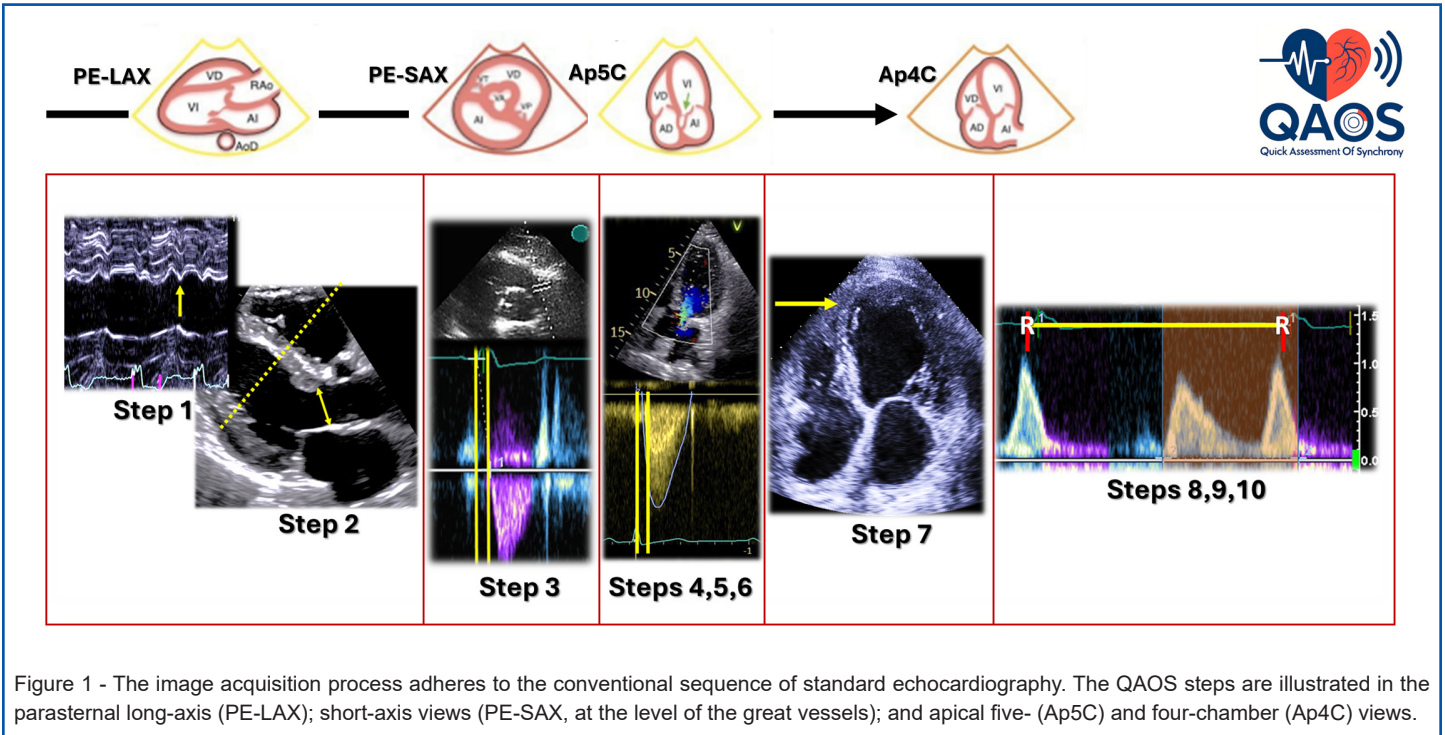 PE-LAX
VD
RAo
VI
AI
AoD
PE-SAX
VT
VD
VA
VP
AI
Ap5C
VD
VI
AD
AI
Ap4C
VD
VI
AD
AI
QAOS
Quick Assessment Of Synchrony
Step 1
Step 2
1
Step 3
V
5
10
15
-1
Steps 4,5,6
Step 7
R
1
R
1
1.5
1.0
0.5
0.0
Steps 8,9,10
Figure 1 - The image acquisition process adheres to the conventional sequence of standard echocardiography. The QAOS steps are illustrated in the
parasternal long-axis (PE-LAX); short-axis views (PE-SAX, at the level of the great vessels); and apical five- (Ap5C) and four-chamber (Ap4C) views.